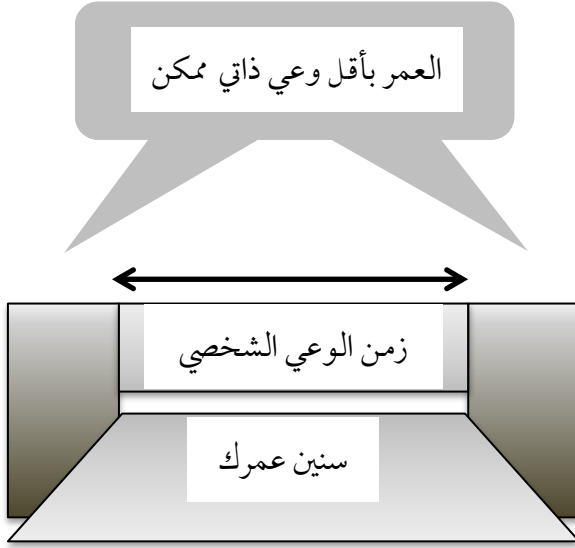 العمر بأقل وعي ذاتي ممكن
زمن الوعي الشخصي
سنين عمرك